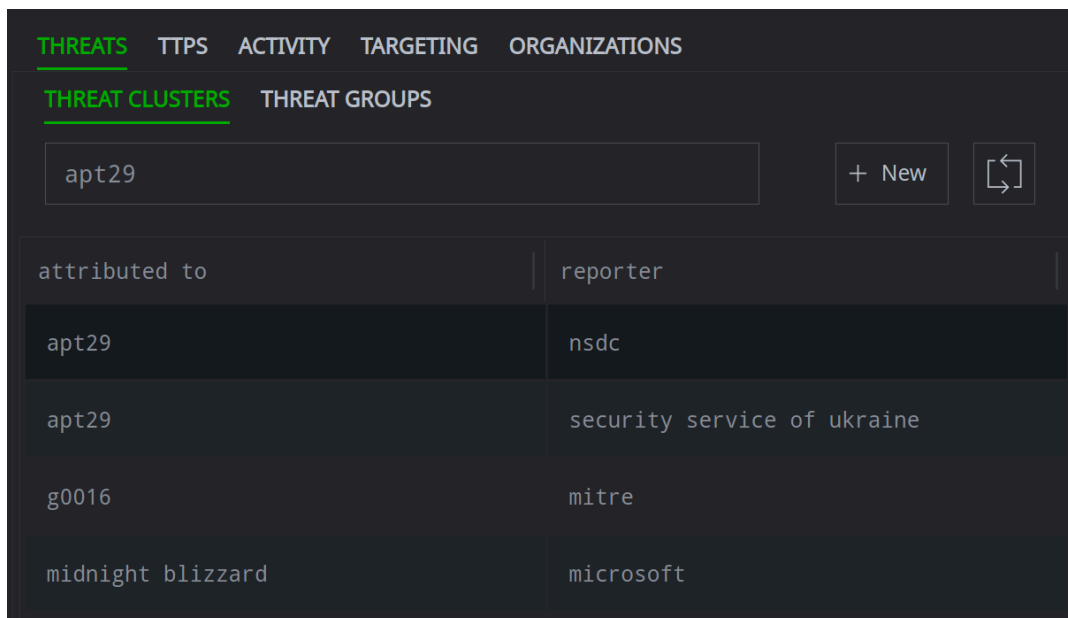 THREATS TTPS ACTIVITY TARGETING ORGANIZATIONS
THREAT CLUSTERS THREAT GROUPS
apt29 + New
attributed to reporter
apt29 nsdc
apt29 security service of ukraine
g0016 mitre
midnight blizzard microsoft